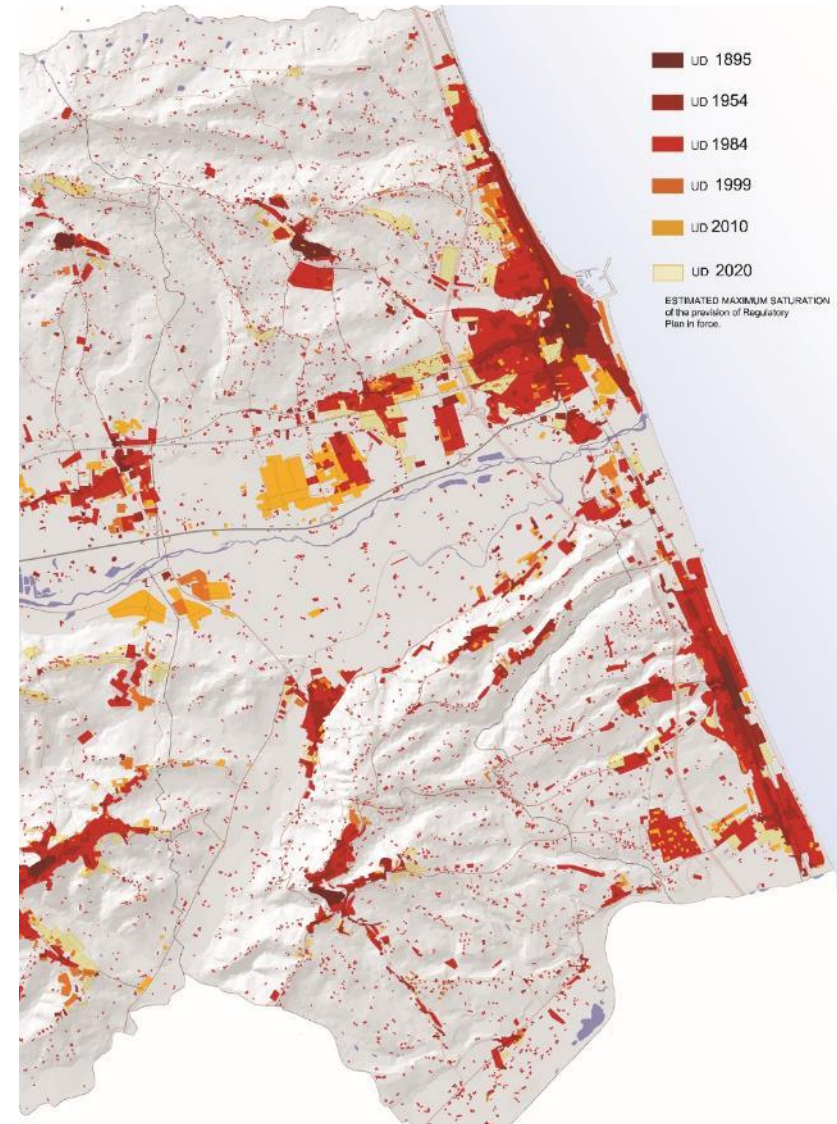 UD 1895
UD 1954
UD 1984
UD 1999
UD 2010
UD 2020
ESTIMATED MAXIMUM SATURATION
of the prevision of Regulatory
Plan in force.